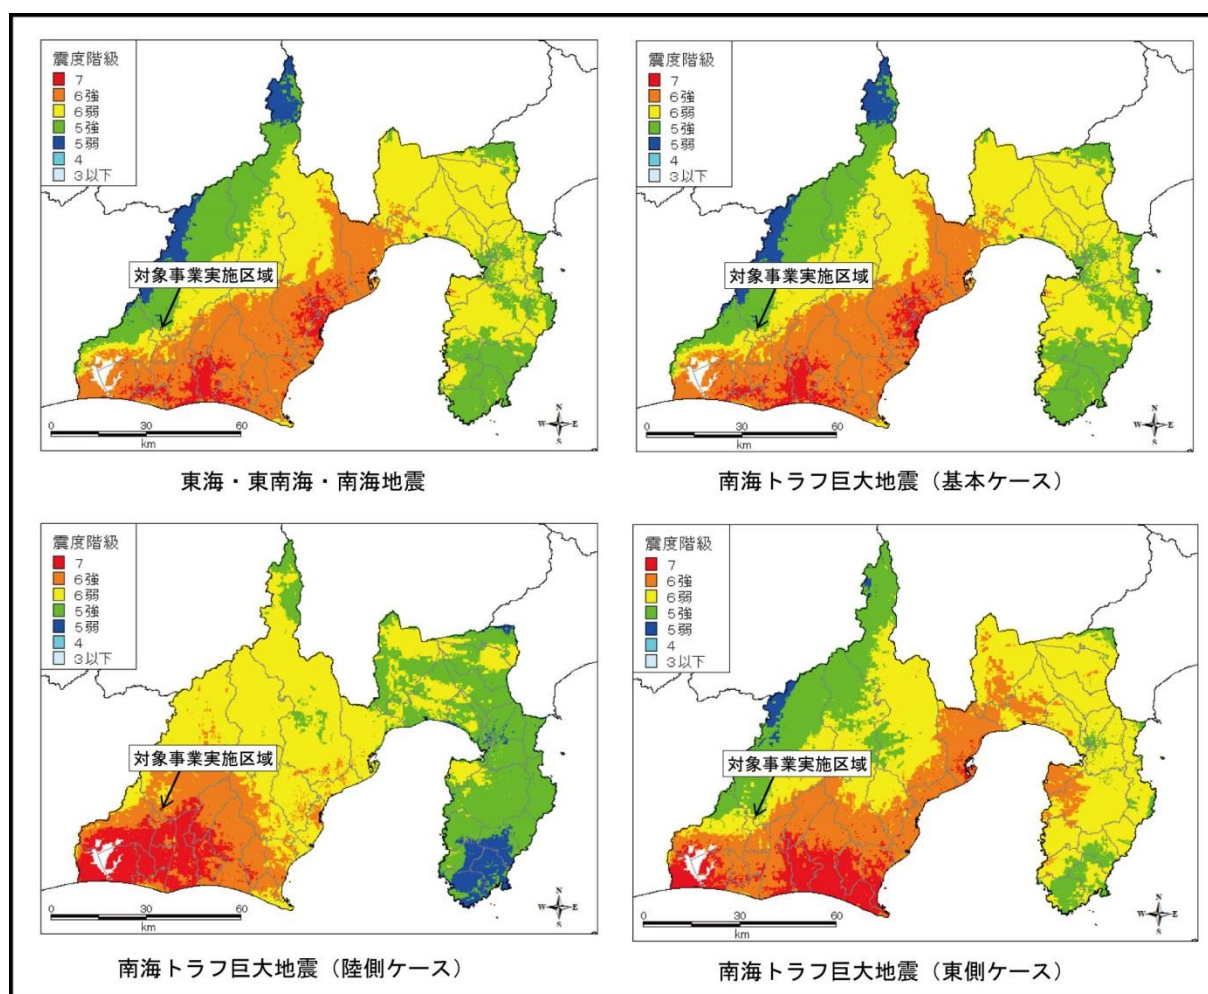 震度階級
7
6強
6弱
5強
5弱
4
3以下
対象事業実施区域
0 30 60
km
N
W E
S
東海・東南海・南海地震
震度階級
7
6強
6弱
5強
5弱
4
3以下
対象事業実施区域
0 30 60
km
N
W E
S
南海トラフ巨大地震（基本ケース）
震度階級
7
6強
6弱
5強
5弱
4
3以下
対象事業実施区域
0 30 60
km
N
W E
S
南海トラフ巨大地震（陸側ケース）
震度階級
7
6強
6弱
5強
5弱
4
3以下
対象事業実施区域
0 30 60
km
N
W E
S
南海トラフ巨大地震（東側ケース）